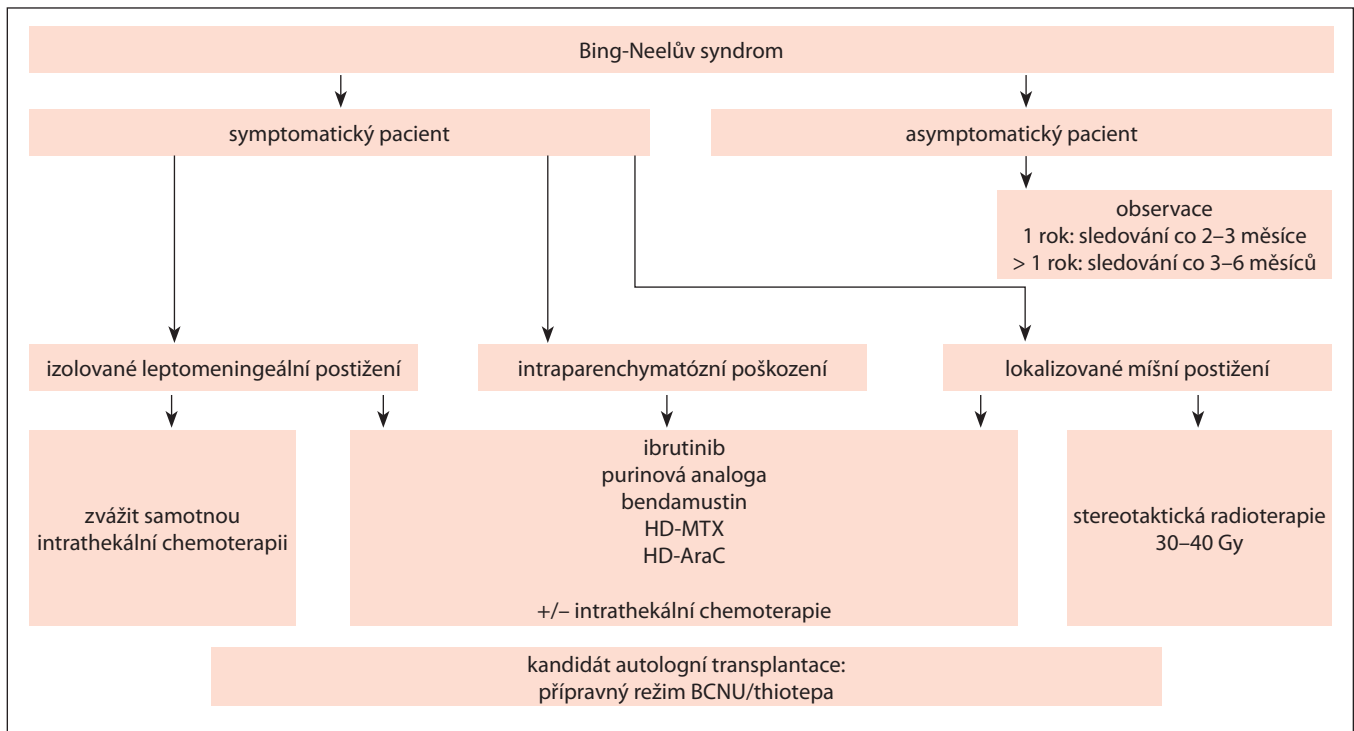 Bing-Neelův syndrom
symptomatický pacient
asymptomatický pacient
observace
1 rok: sledování co 2–3 měsíce
> 1 rok: sledování co 3–6 měsíců
izolované leptomeningeální postižení
intraparenchymatózní poškození
lokalizované míšní postižení
zvážit samotnou
intrathekální chemoterapii
ibrutinib
purinová analoga
bendamustin
HD-MTX
HD-AraC
+/– intrathekální chemoterapie
stereotaktická radioterapie
30–40 Gy
kandidát autologní transplantace:
přípravný režim BCNU/thiotepa